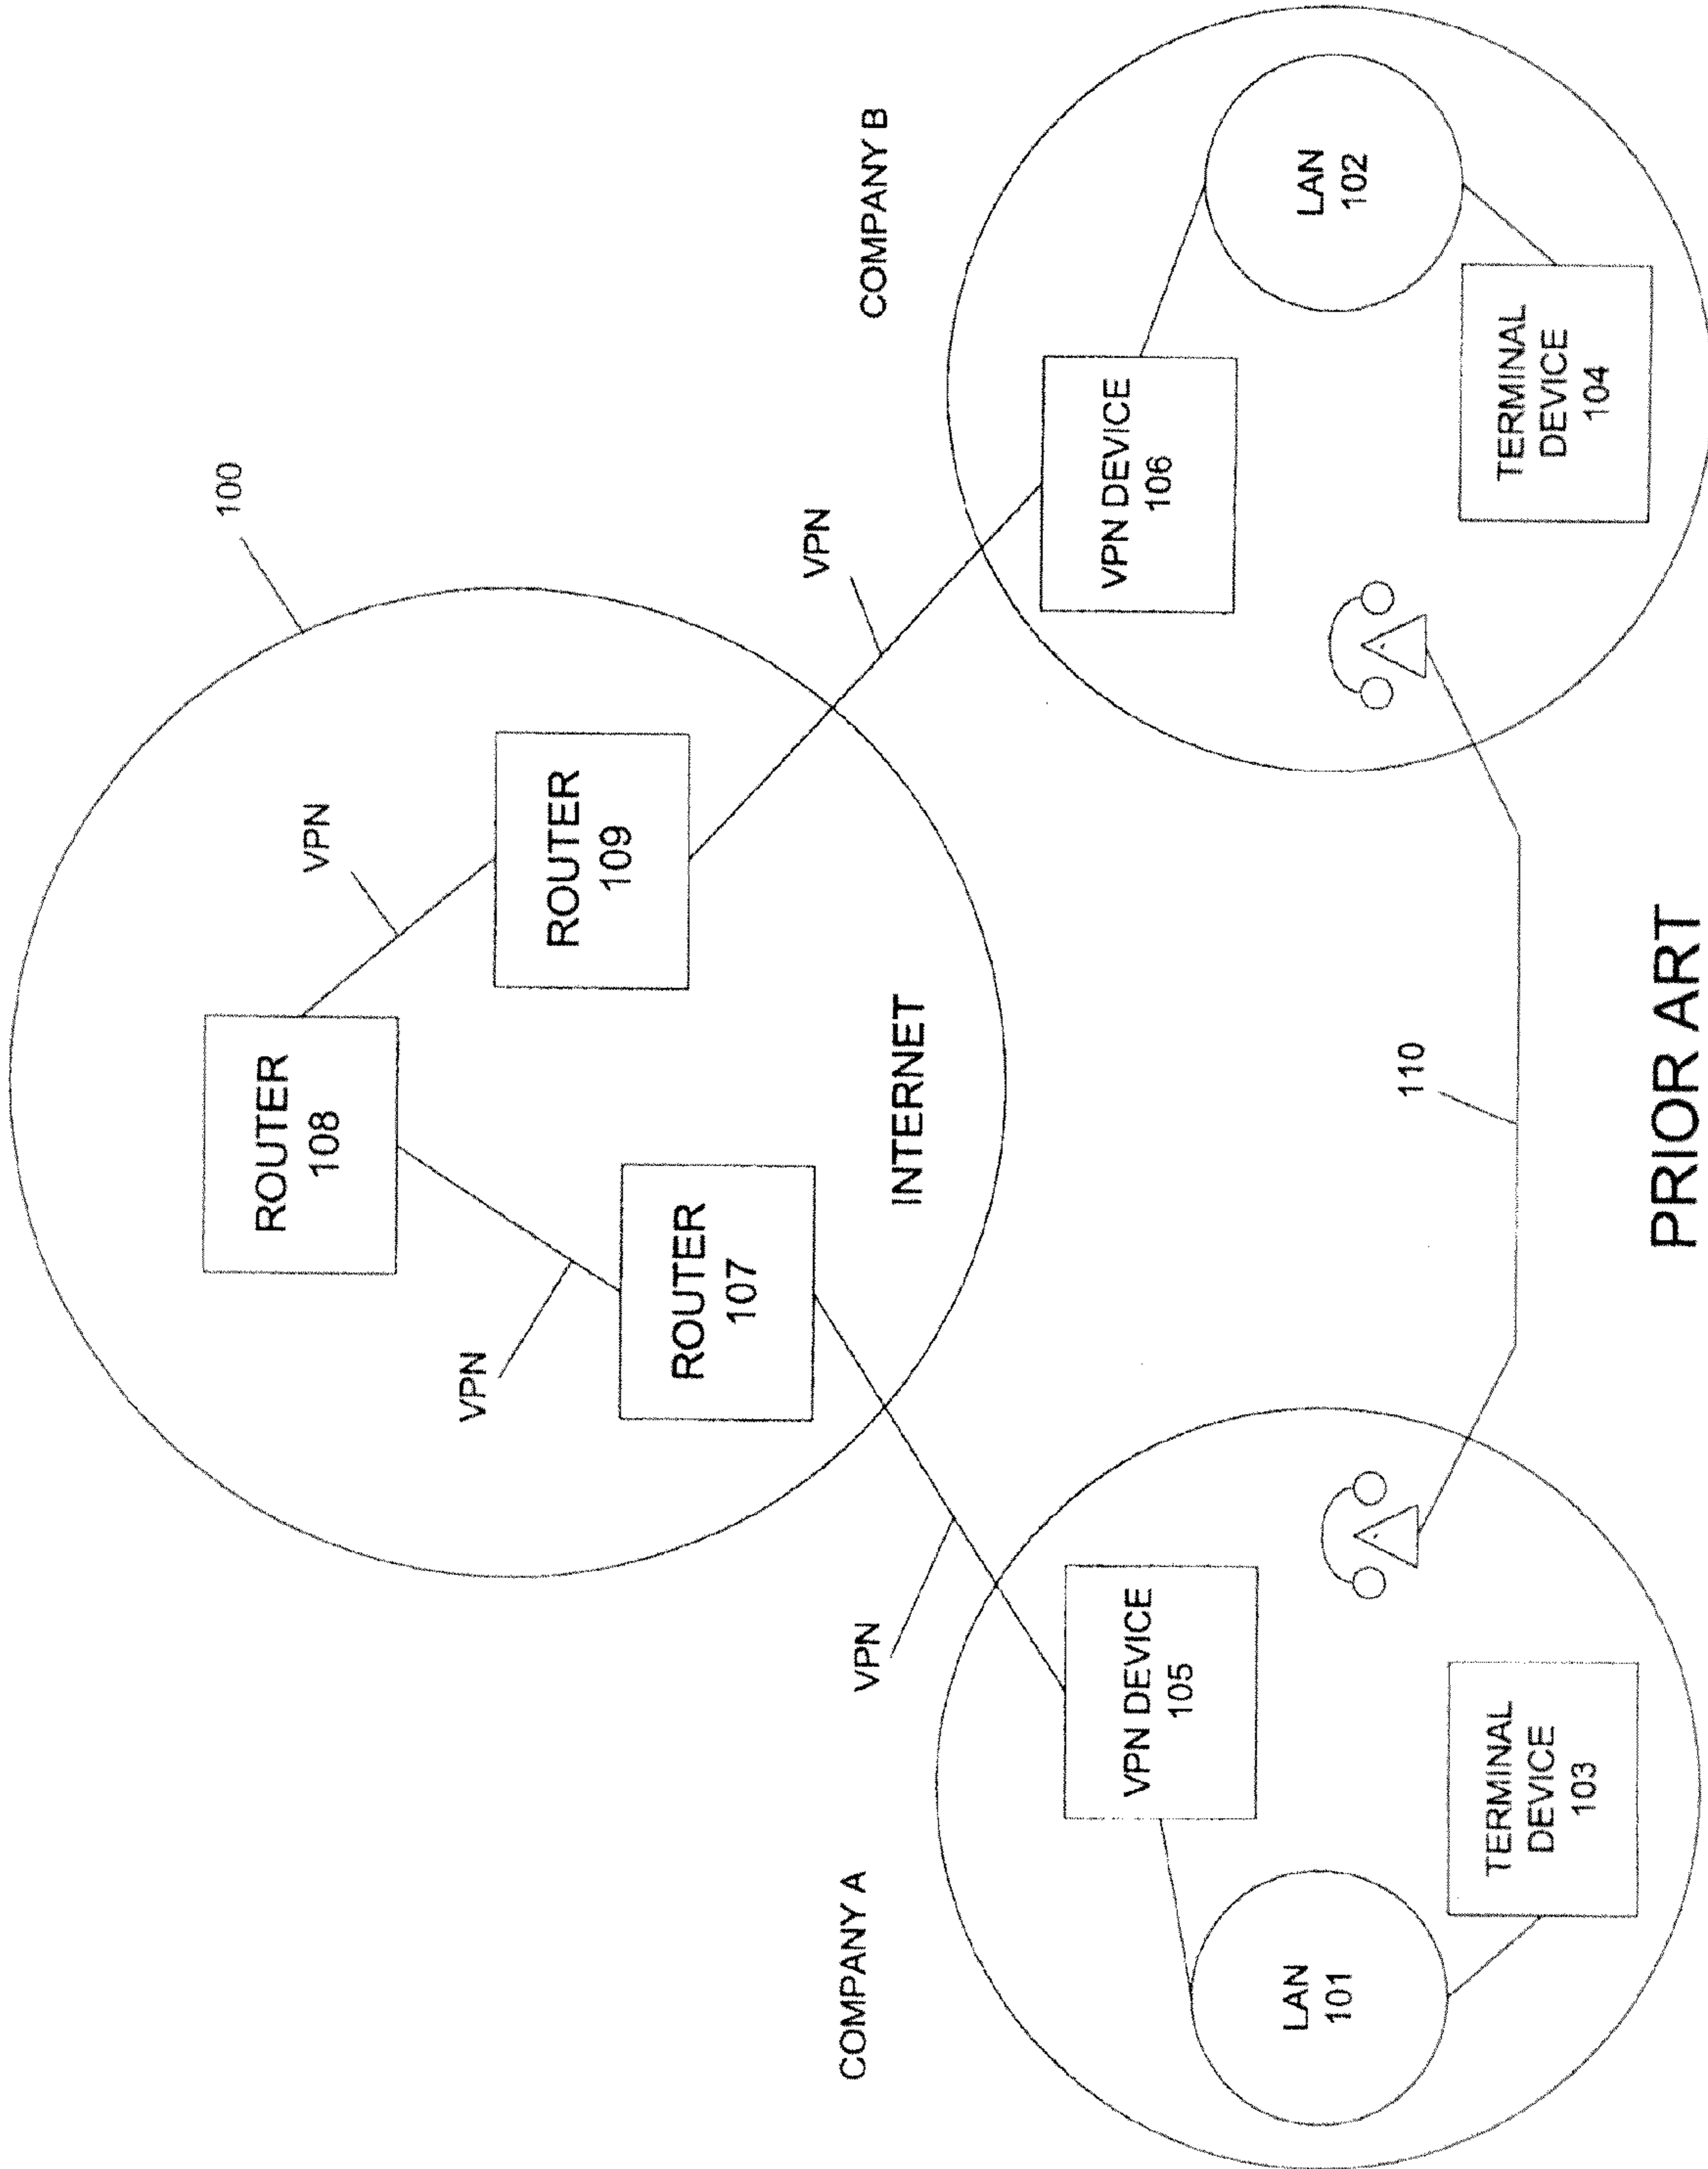 100
VPN
ROUTER
108
ROUTER
109
VPN
ROUTER
107
INTERNET
VPN
VPN
COMPANY A
COMPANY B
VPN DEVICE
105
VPN DEVICE
106
LAN
101
LAN
102
TERMINAL
DEVICE
103
TERMINAL
DEVICE
104
110
PRIOR ART